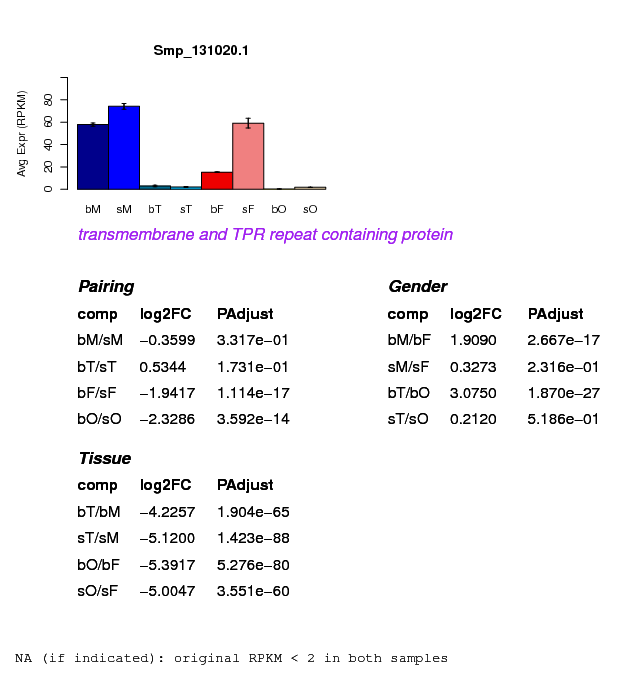 Smp_131020.1
Avg Expr (RPKM)
0 20 40 60 80
bM sM bT sT bF sF bO sO
transmembrane and TPR repeat containing protein
Pairing
comp log2FC PAdjust
bM/sM −0.3599 3.317e−01
bT/sT 0.5344 1.731e−01
bF/sF −1.9417 1.114e−17
bO/sO −2.3286 3.592e−14
Gender
comp log2FC PAdjust
bM/bF 1.9090 2.667e−17
sM/sF 0.3273 2.316e−01
bT/bO 3.0750 1.870e−27
sT/sO 0.2120 5.186e−01
Tissue
comp log2FC PAdjust
bT/bM −4.2257 1.904e−65
sT/sM −5.1200 1.423e−88
bO/bF −5.3917 5.276e−80
sO/sF −5.0047 3.551e−60
NA (if indicated): original RPKM < 2 in both samples